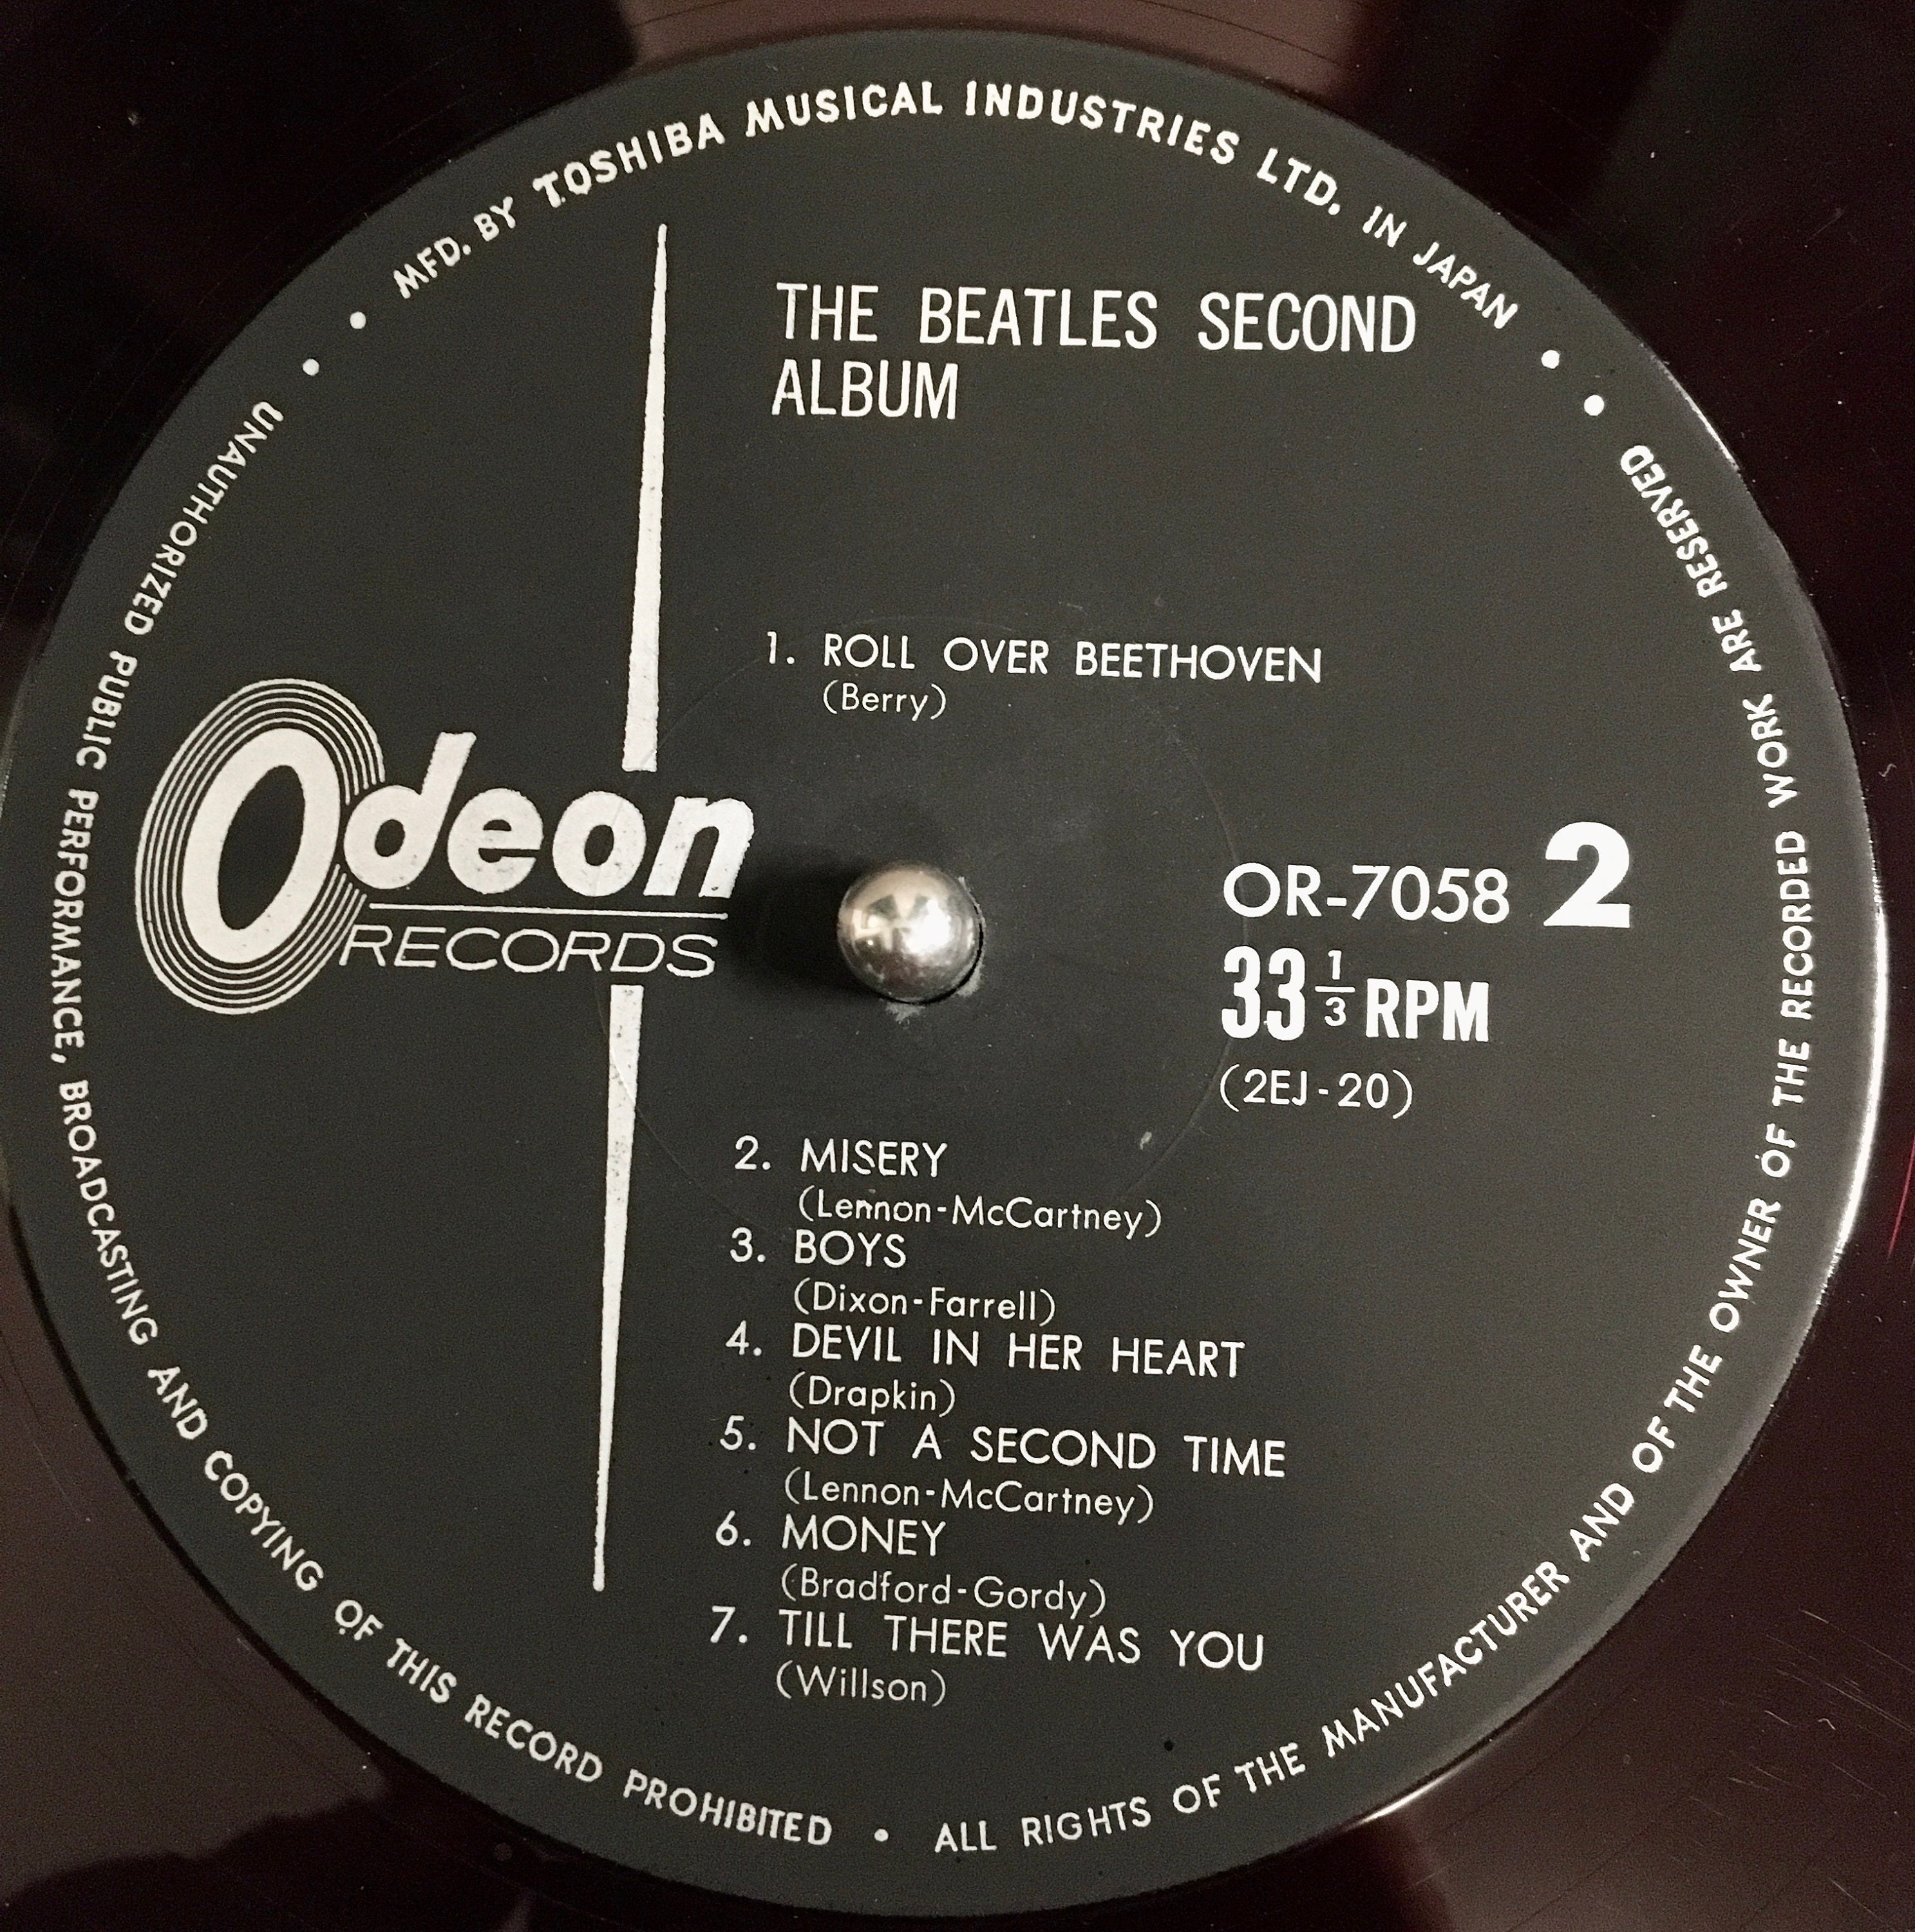 MFD. BY TOSHIBA MUSICAL INDUSTRIES LTD. IN JAPAN
THE BEATLES SECOND
ALBUM
1. ROLL OVER BEETHOVEN
(Berry)
Odeon
RECORDS
OR-7058 2
33 1/3 RPM
(2EJ-20)
2. MISERY
(Lennon-McCartney)
3. BOYS
(Dixon-Farrell)
4. DEVIL IN HER HEART
(Drapkin)
5. NOT A SECOND TIME
(Lennon-McCartney)
6. MONEY
(Bradford-Gordy)
7. TILL THERE WAS YOU
(Willson)
UNAUTHORIZED PUBLIC PERFORMANCE, BROADCASTING AND COPYING OF THIS RECORD PROHIBITED • ALL RIGHTS OF THE MANUFACTURER AND OF THE OWNER OF THE RECORDED WORK ARE RESERVED